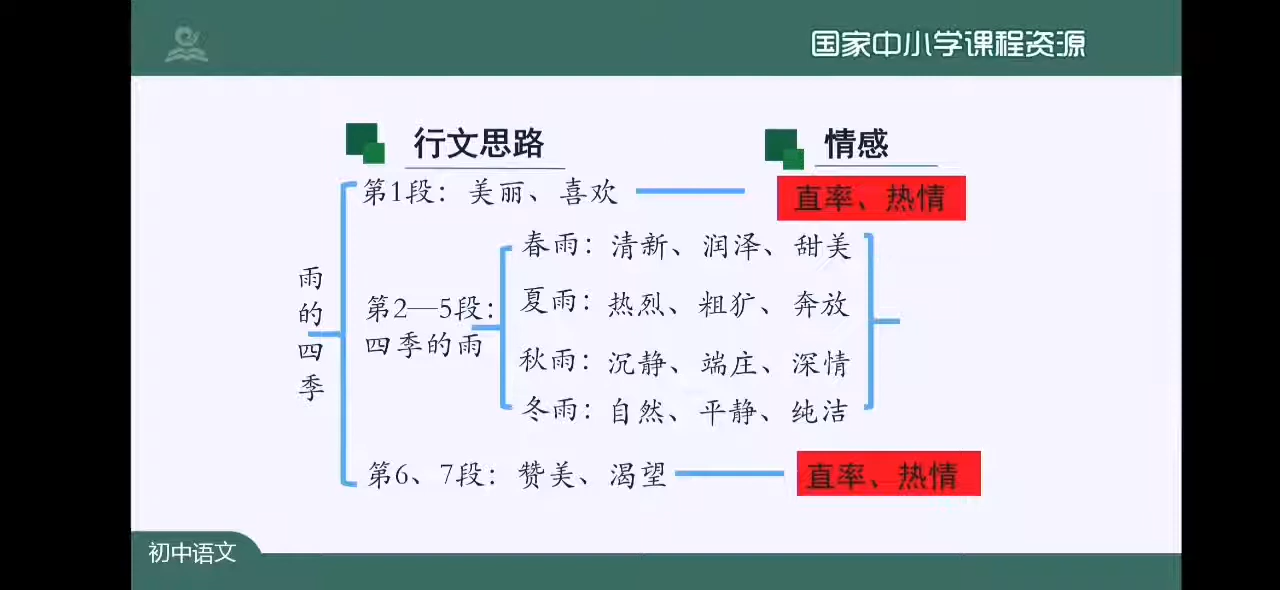 国家中小学课程资源
行文思路 情感
第1段：美丽、喜欢 直率、热情
雨的四季
第2—5段：
四季的雨
春雨：清新、润泽、甜美
夏雨：热烈、粗犷、奔放
秋雨：沉静、端庄、深情
冬雨：自然、平静、纯洁
第6、7段：赞美、渴望 直率、热情
初中语文